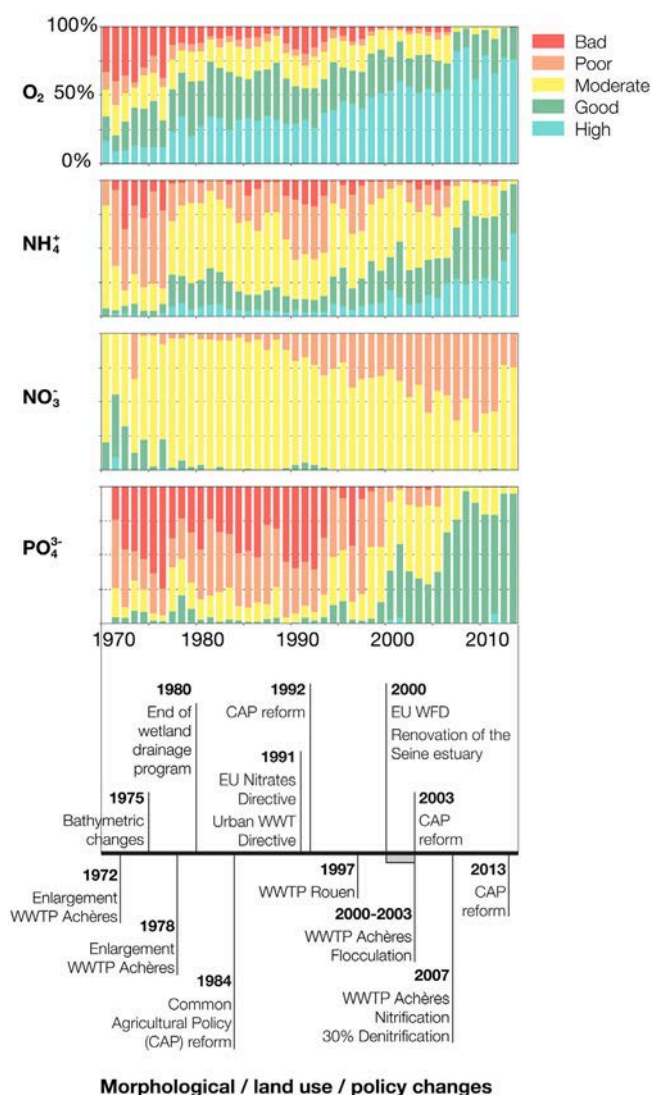 100%
Bad
Poor
Moderate
Good
High
O₂ 50%
0%
NH₄⁺
NO₃⁻
PO₄³⁻
1970 1980 1990 2000 2010
1980
End of
wetland
drainage
program
1992
CAP reform
2000
EU WFD
Renovation of the
Seine estuary
1991
EU Nitrates
Directive
Urban WWT
Directive
1975
Bathymetric
changes
2003
CAP
reform
1972
Enlargement
WWTP Achères
1978
Enlargement
WWTP Achères
1984
Common
Agricultural Policy
(CAP) reform
1997
WWTP Rouen
2000-2003
WWTP Achères
Flocculation
2007
WWTP Achères
Nitrification
30% Denitrification
2013
CAP
reform
Morphological / land use / policy changes